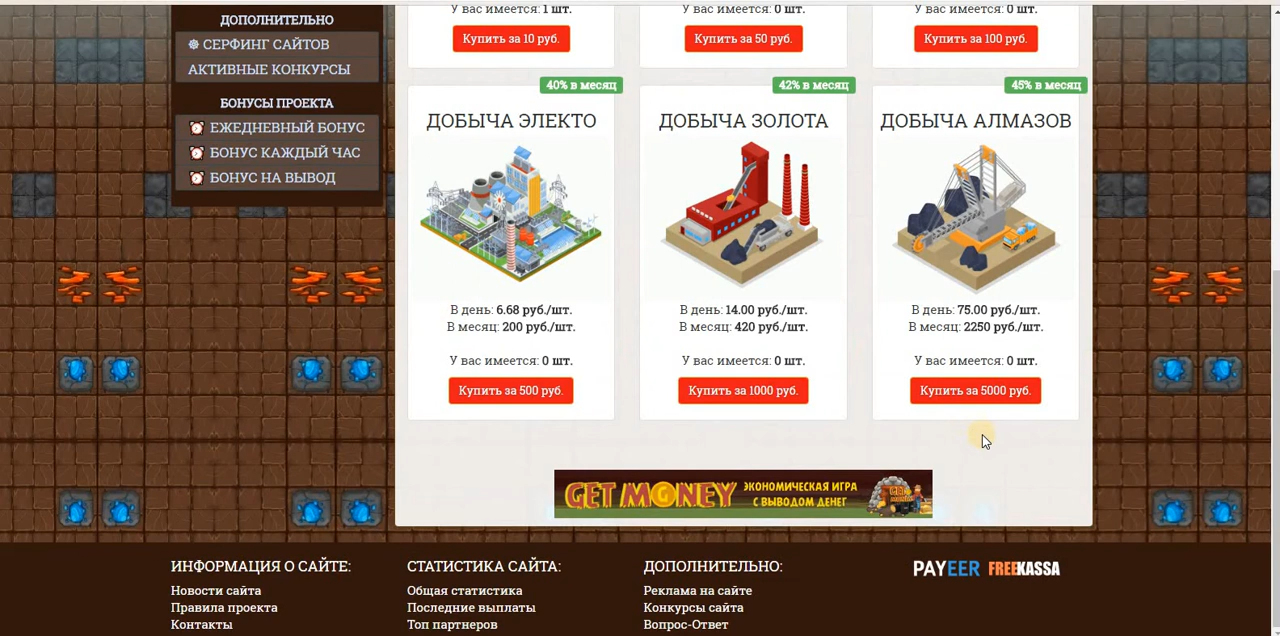 ДОПОЛНИТЕЛЬНО
☸ СЕРФИНГ САЙТОВ
АКТИВНЫЕ КОНКУРСЫ
БОНУСЫ ПРОЕКТА
ЕЖЕДНЕВНЫЙ БОНУС
БОНУС КАЖДЫЙ ЧАС
БОНУС НА ВЫВОД
У вас имеется: 1 шт.
Купить за 10 руб.
У вас имеется: 0 шт.
Купить за 50 руб.
У вас имеется: 0 шт.
Купить за 100 руб.
40% в месяц
ДОБЫЧА ЭЛЕКТО
В день: 6.68 руб./шт.
В месяц: 200 руб./шт.
У вас имеется: 0 шт.
Купить за 500 руб.
42% в месяц
ДОБЫЧА ЗОЛОТА
В день: 14.00 руб./шт.
В месяц: 420 руб./шт.
У вас имеется: 0 шт.
Купить за 1000 руб.
45% в месяц
ДОБЫЧА АЛМАЗОВ
В день: 75.00 руб./шт.
В месяц: 2250 руб./шт.
У вас имеется: 0 шт.
Купить за 5000 руб.
GET MONEY
ЭКОНОМИЧЕСКАЯ ИГРА
С ВЫВОДОМ ДЕНЕГ
ИНФОРМАЦИЯ О САЙТЕ:
Новости сайта
Правила проекта
Контакты
СТАТИСТИКА САЙТА:
Общая статистика
Последние выплаты
Топ партнеров
ДОПОЛНИТЕЛЬНО:
Реклама на сайте
Конкурсы сайта
Вопрос-Ответ
PAYEER FREEKASSA